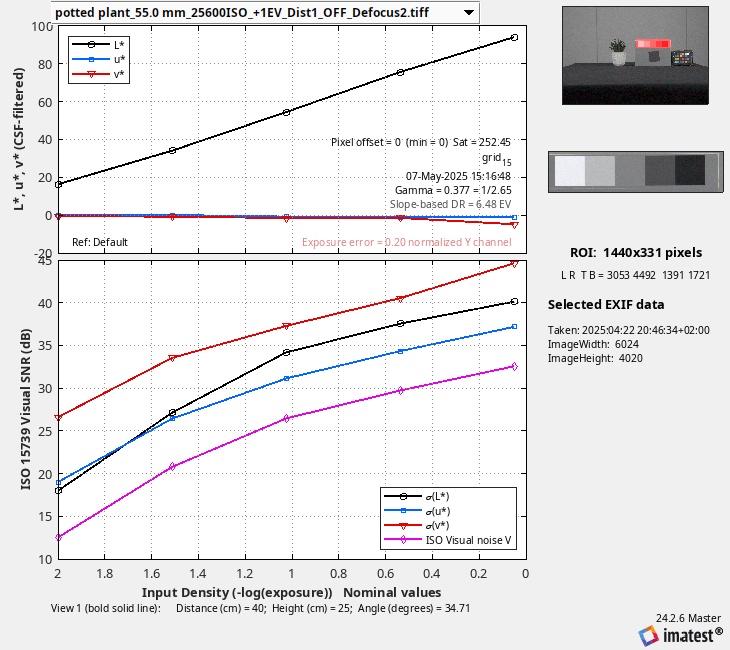 potted plant_55.0 mm_25600ISO_+1EV_Dist1_OFF_Defocus2.tiff
100
80
60
40
20
0
-20
L*, u*, v* (CSF-filtered)
L*
u*
v*
Pixel offset = 0 (min = 0) Sat = 252.45
grid15
07-May-2025 15:16:48
Gamma = 0.377 = 1/2.65
Slope-based DR = 6.48 EV
Ref: Default
Exposure error = 0.20 normalized Y channel
45
40
35
30
25
20
15
10
ISO 15739 Visual SNR (dB)
σ(L*)
σ(u*)
σ(v*)
ISO Visual noise V
2 1.8 1.6 1.4 1.2 1 0.8 0.6 0.4 0.2 0
Input Density (-log(exposure)) Nominal values
View 1 (bold solid line): Distance (cm) = 40; Height (cm) = 25; Angle (degrees) = 34.71
ROI: 1440x331 pixels
L R T B = 3053 4492 1391 1721
Selected EXIF data
Taken: 2025:04:22 20:46:34+02:00
ImageWidth: 6024
ImageHeight: 4020
24.2.6 Master
imatest®